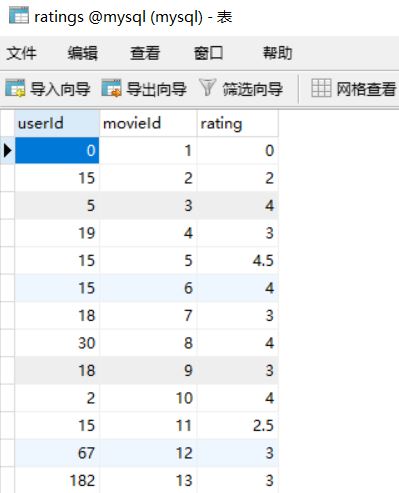 ratings @mysql (mysql) - 表
文件 编辑 查看 窗口 帮助
导入向导 导出向导 筛选向导 网格查看
userId movieId rating
0 1 0
15 2 2
5 3 4
19 4 3
15 5 4.5
15 6 4
18 7 3
30 8 4
18 9 3
2 10 4
15 11 2.5
67 12 3
182 13 3